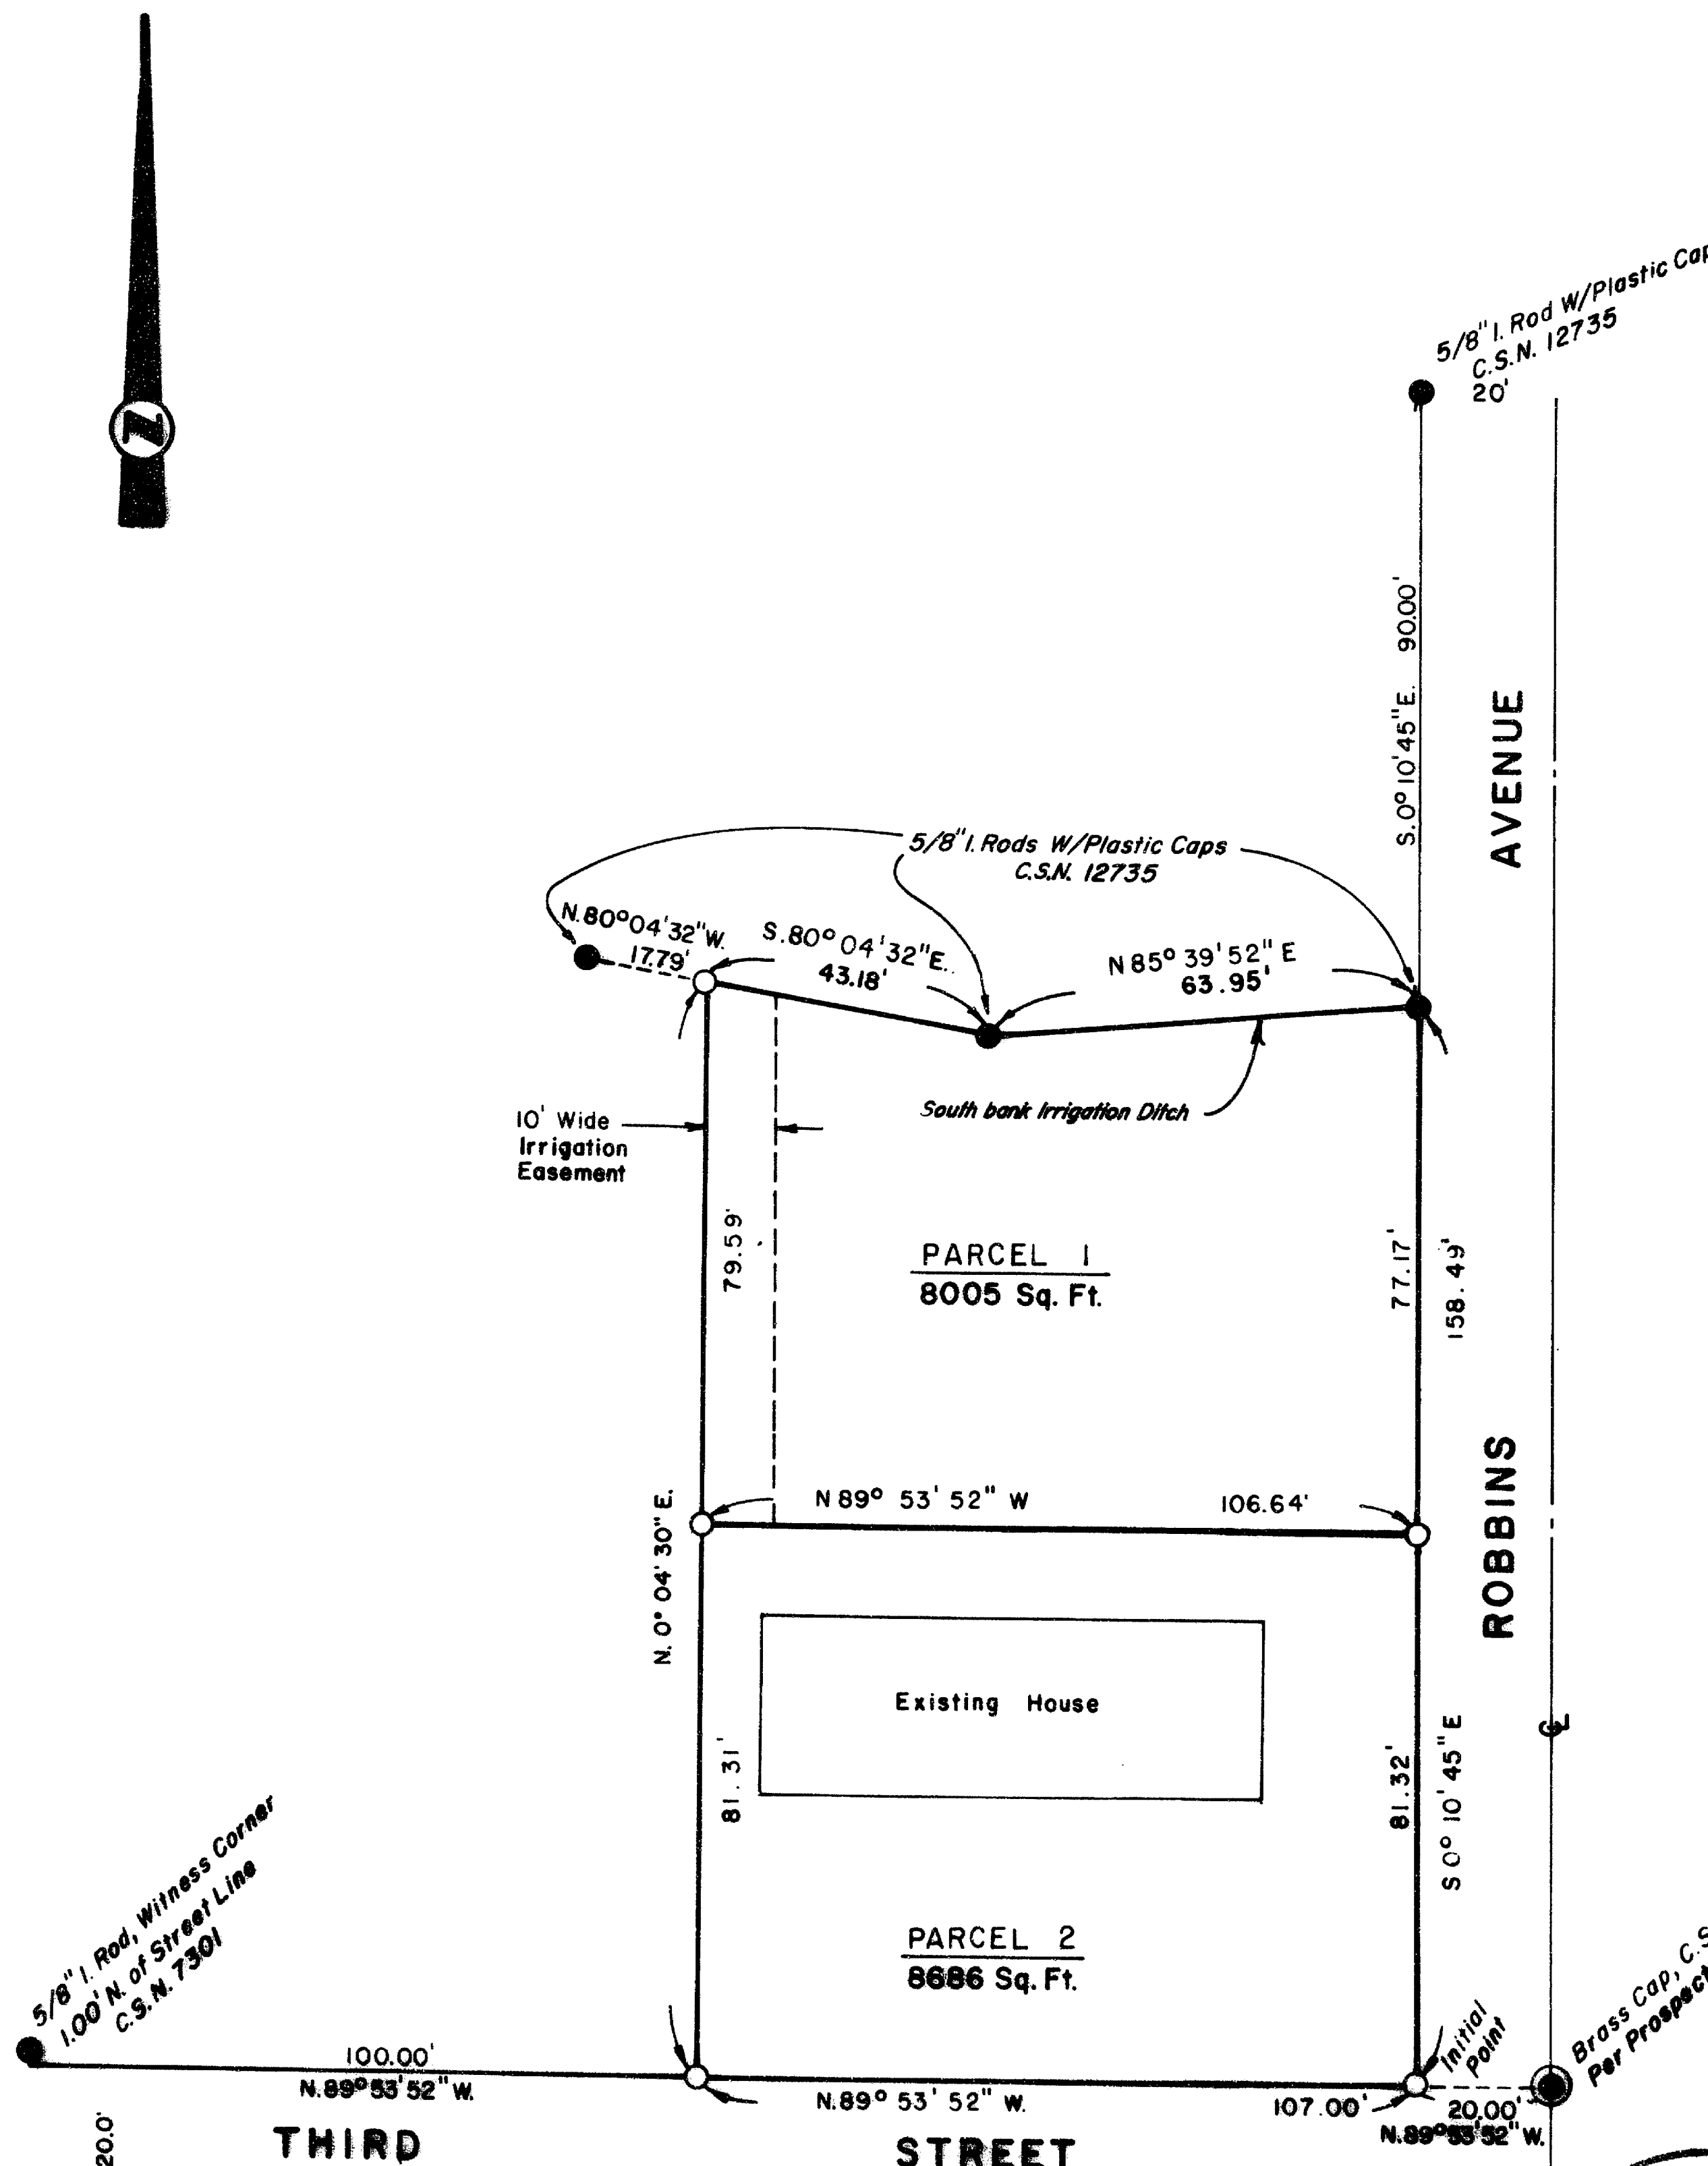 N
5/8" I. Rod W/Plastic Cap
C.S.N. 12735
20'
S. 0° 10' 45" E. 90.00'
AVENUE
5/8" I. Rods W/Plastic Caps
C.S.N. 12735
N. 80° 04' 32" W.
17.79'
S. 80° 04' 32" E.
43.18'
N 85° 39' 52" E
63.95'
South bank Irrigation Ditch
10' Wide
Irrigation
Easement
79.59'
PARCEL 1
8005 Sq. Ft.
77.17'
158.49'
N 89° 53' 52" W 106.64'
N. 0° 04' 30" E.
ROBBINS
Existing House
81.31'
81.32'
S 0° 10' 45" E
PARCEL 2
8686 Sq. Ft.
5/8" I. Rod, Witness Corner
1.00' N. of Street Line
C.S.N. 7301
Initial
Point
Brass Cap, C.S
Per Prospect
100.00'
N. 89° 53' 52" W.
N. 89° 53' 52" W. 107.00'
20.00'
N. 89° 53' 52" W.
20.0'
THIRD STREET